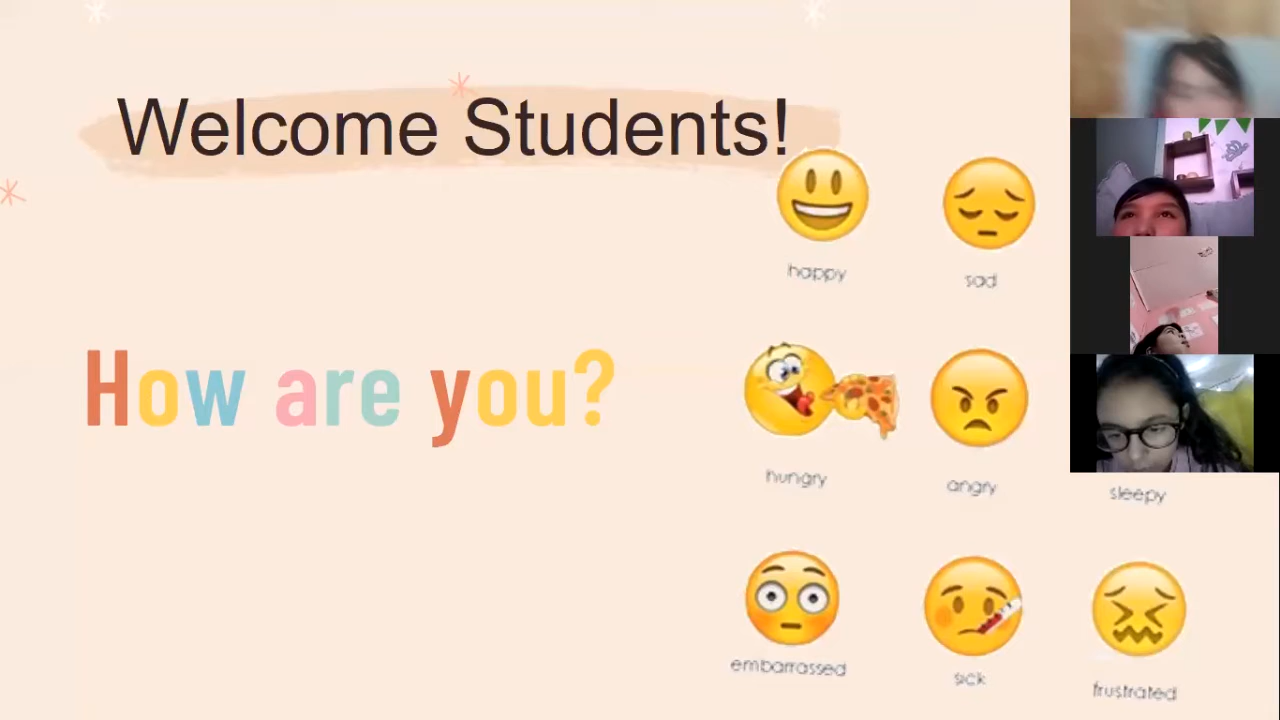 Welcome Students!
happy
sad
How are you?
hungry
angry
sleepy
embarrassed
sick
frustrated